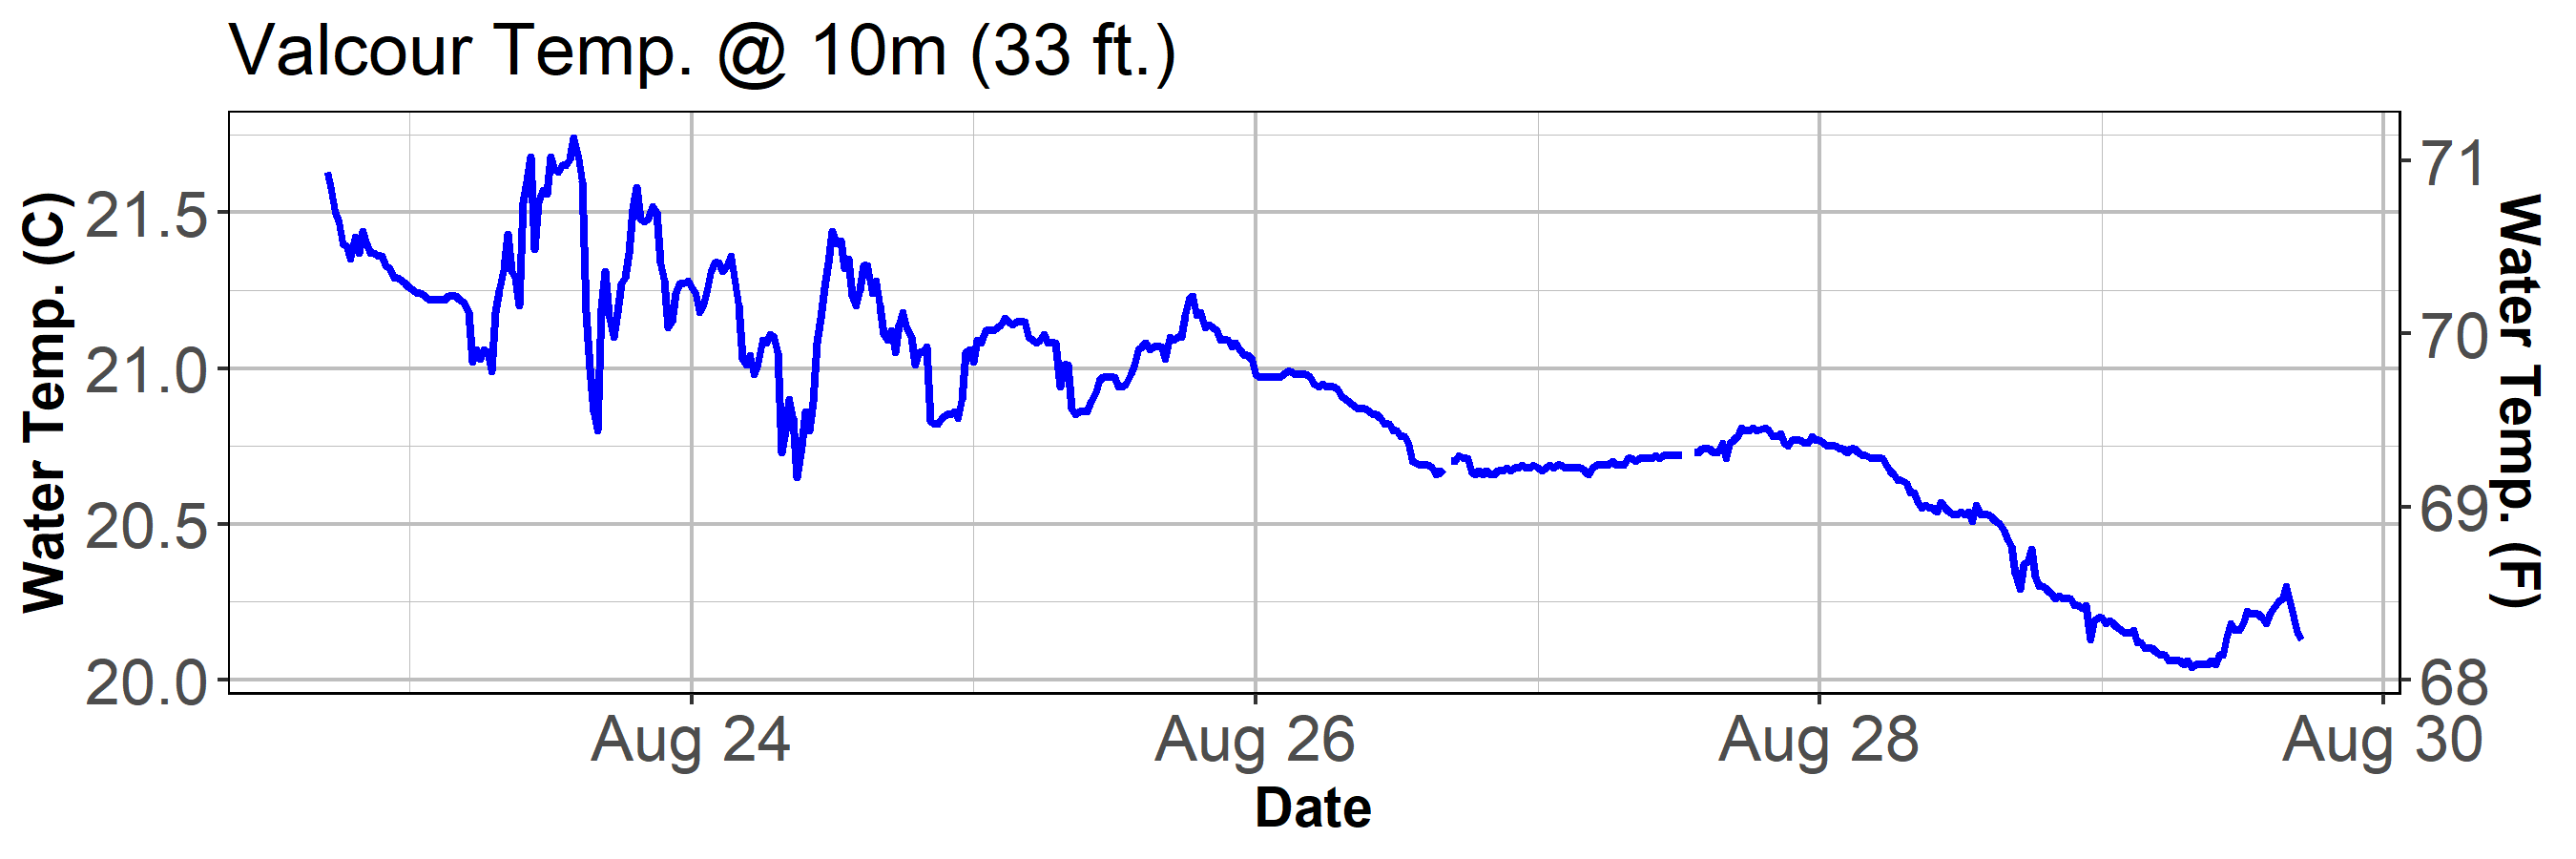 Valcour Temp. @ 10m (33 ft.)
Water Temp. (C)
21.5
21.0
20.5
20.0
71
70
69
68
Water Temp. (F)
Aug 24
Aug 26
Aug 28
Aug 30
Date